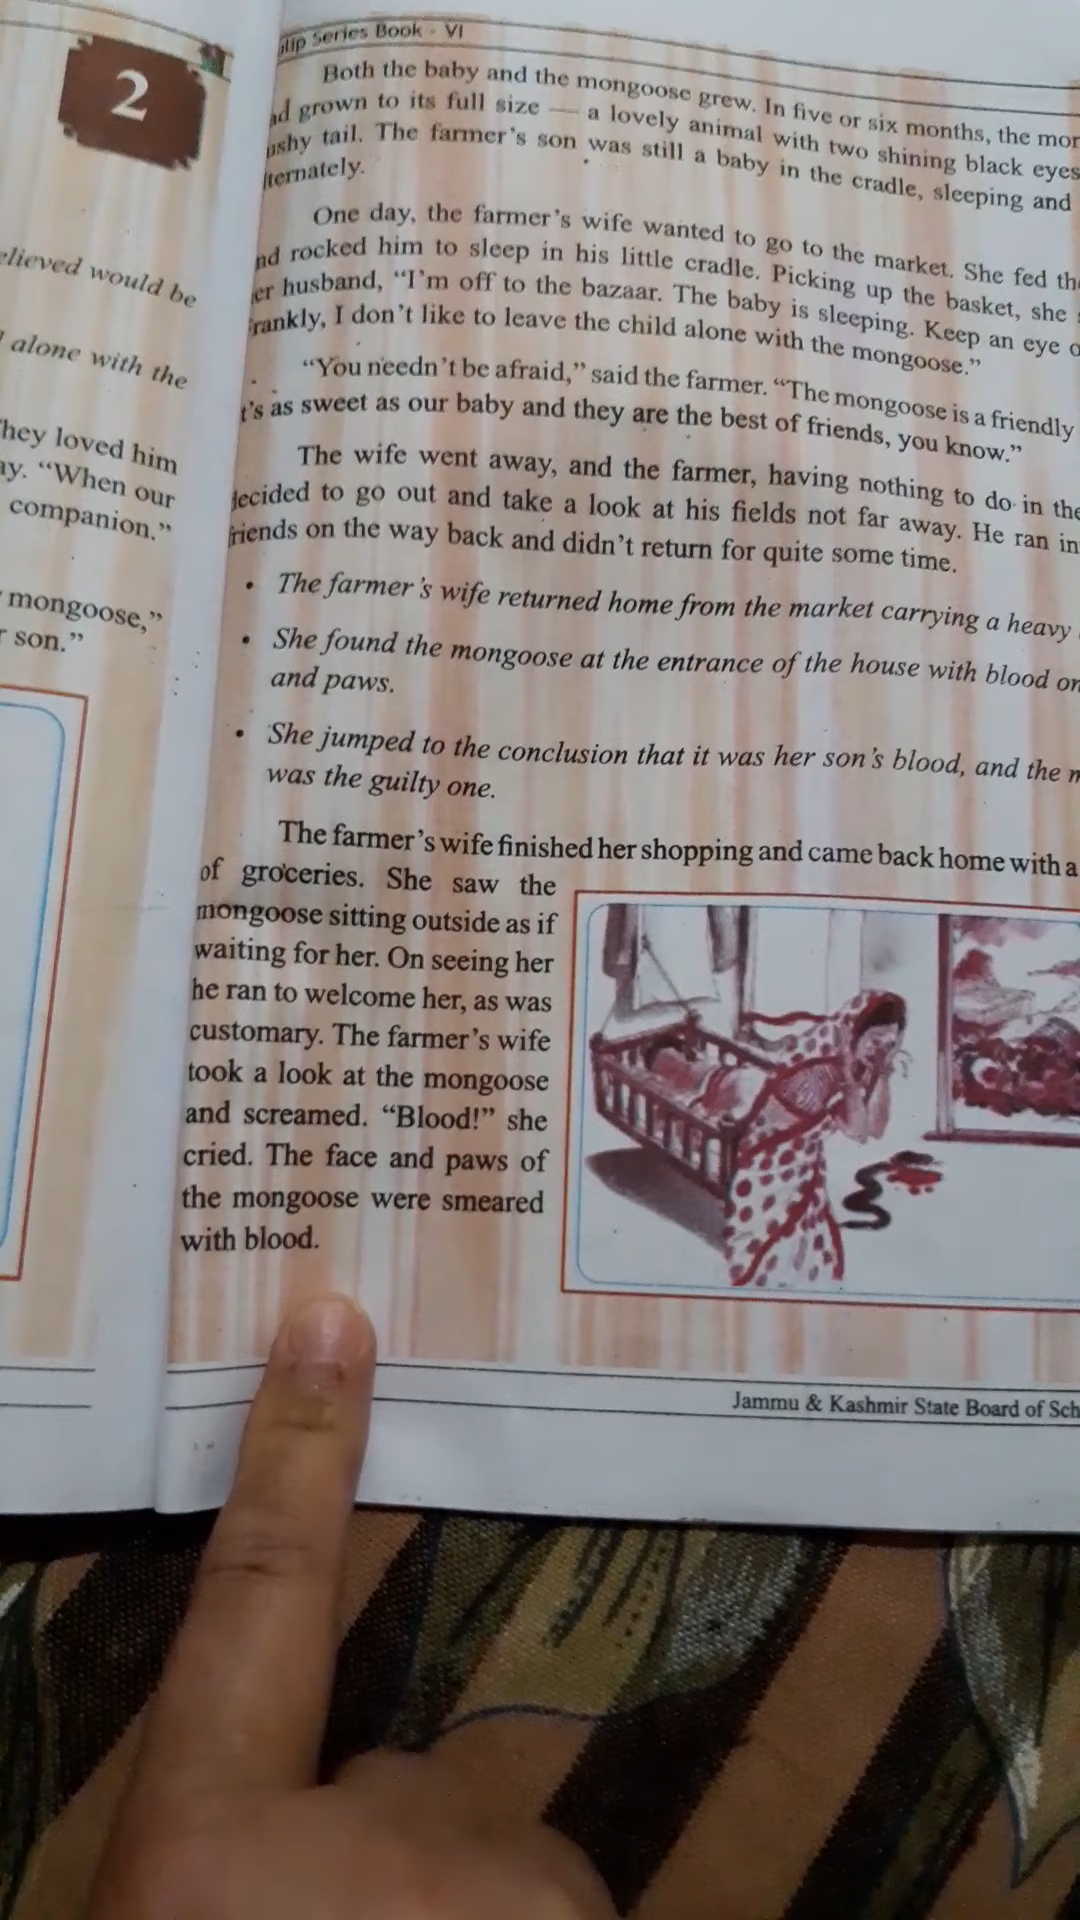 2
elieved would be
alone with the
They loved him
ay. "When our
companion."
mongoose,"
son."
Series Book - VI
Both the baby and the mongoose grew. In five or six months, the
grown to its full size — a lovely animal with two shining black eyes
tail. The farmer's son was still a baby in the cradle, sleeping and
lternately.
One day, the farmer's wife wanted to go to the market. She fed
nd rocked him to sleep in his little cradle. Picking up the basket, she
er husband, "I'm off to the bazaar. The baby is sleeping. Keep an eye
Frankly, I don't like to leave the child alone with the mongoose."
"You needn't be afraid," said the farmer. "The mongoose is a friendly
t's as sweet as our baby and they are the best of friends, you know."
The wife went away, and the farmer, having nothing to do in the
decided to go out and take a look at his fields not far away. He ran in
friends on the way back and didn't return for quite some time.
• The farmer's wife returned home from the market carrying a heavy
• She found the mongoose at the entrance of the house with blood on
and paws.
• She jumped to the conclusion that it was her son's blood, and the
was the guilty one.
The farmer's wife finished her shopping and came back home with a
of groceries. She saw the
mongoose sitting outside as if
waiting for her. On seeing her
he ran to welcome her, as was
customary. The farmer's wife
took a look at the mongoose
and screamed. "Blood!" she
cried. The face and paws of
the mongoose were smeared
with blood.
Jammu & Kashmir State Board of Sch